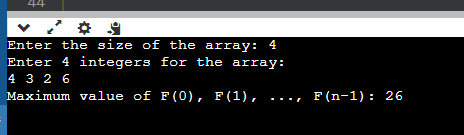 44
Enter the size of the array: 4
Enter 4 integers for the array:
4 3 2 6
Maximum value of F(0), F(1), ..., F(n-1): 26